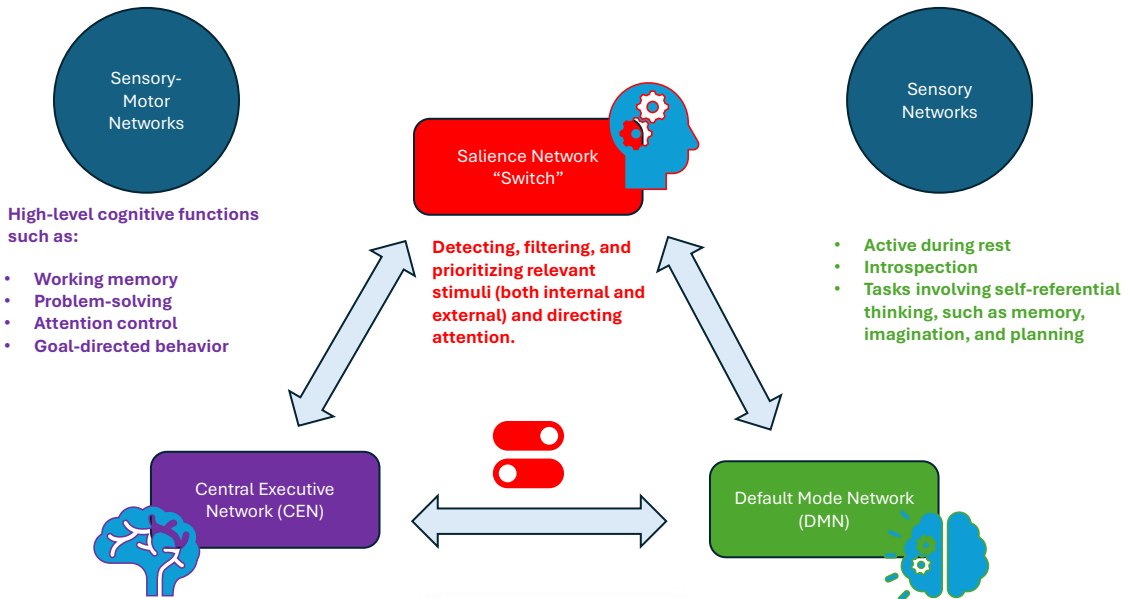 Sensory-
Motor
Networks
Sensory
Networks
Salience Network
“Switch”
High-level cognitive functions
such as:
• Working memory
• Problem-solving
• Attention control
• Goal-directed behavior
Detecting, filtering, and
prioritizing relevant
stimuli (both internal and
external) and directing
attention.
• Active during rest
• Introspection
• Tasks involving self-referential
thinking, such as memory,
imagination, and planning
Central Executive
Network (CEN)
Default Mode Network
(DMN)